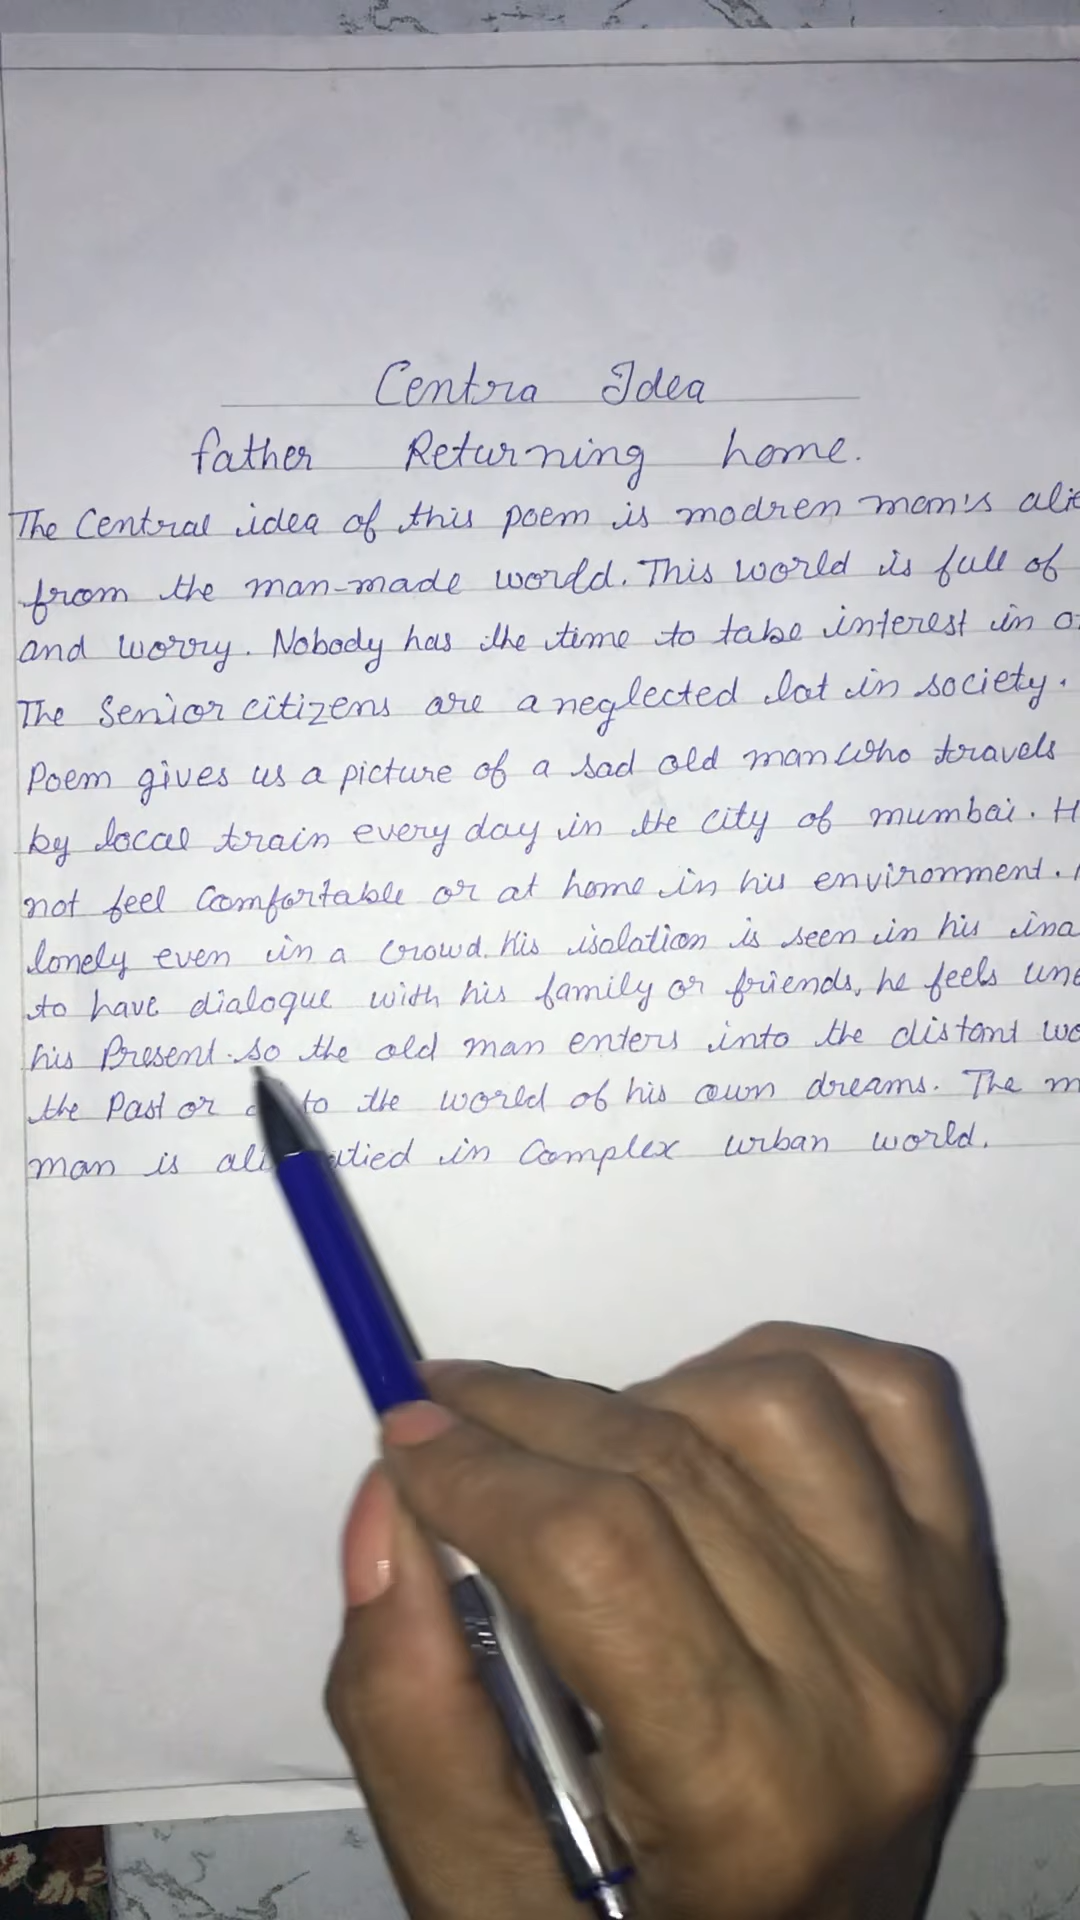 Centra Idea
father Returning home.
The Central idea of this poem is modren man's
from the man-made world. This world is full of
and worry. Nobody has the time to take interest in
The Senior citizens are a neglected lot in society.
Poem gives us a picture of a sad old man who travels
by local train every day in the city of mumbai.
not feel Comfortable or at home in his environment.
lonely even in a crowd. His isolation is seen in his
to have dialogue with his family or friends, he feels
his Present. so the old man enters into the distant
the Past or to the world of his own dreams. The
man is in Complex urban world.